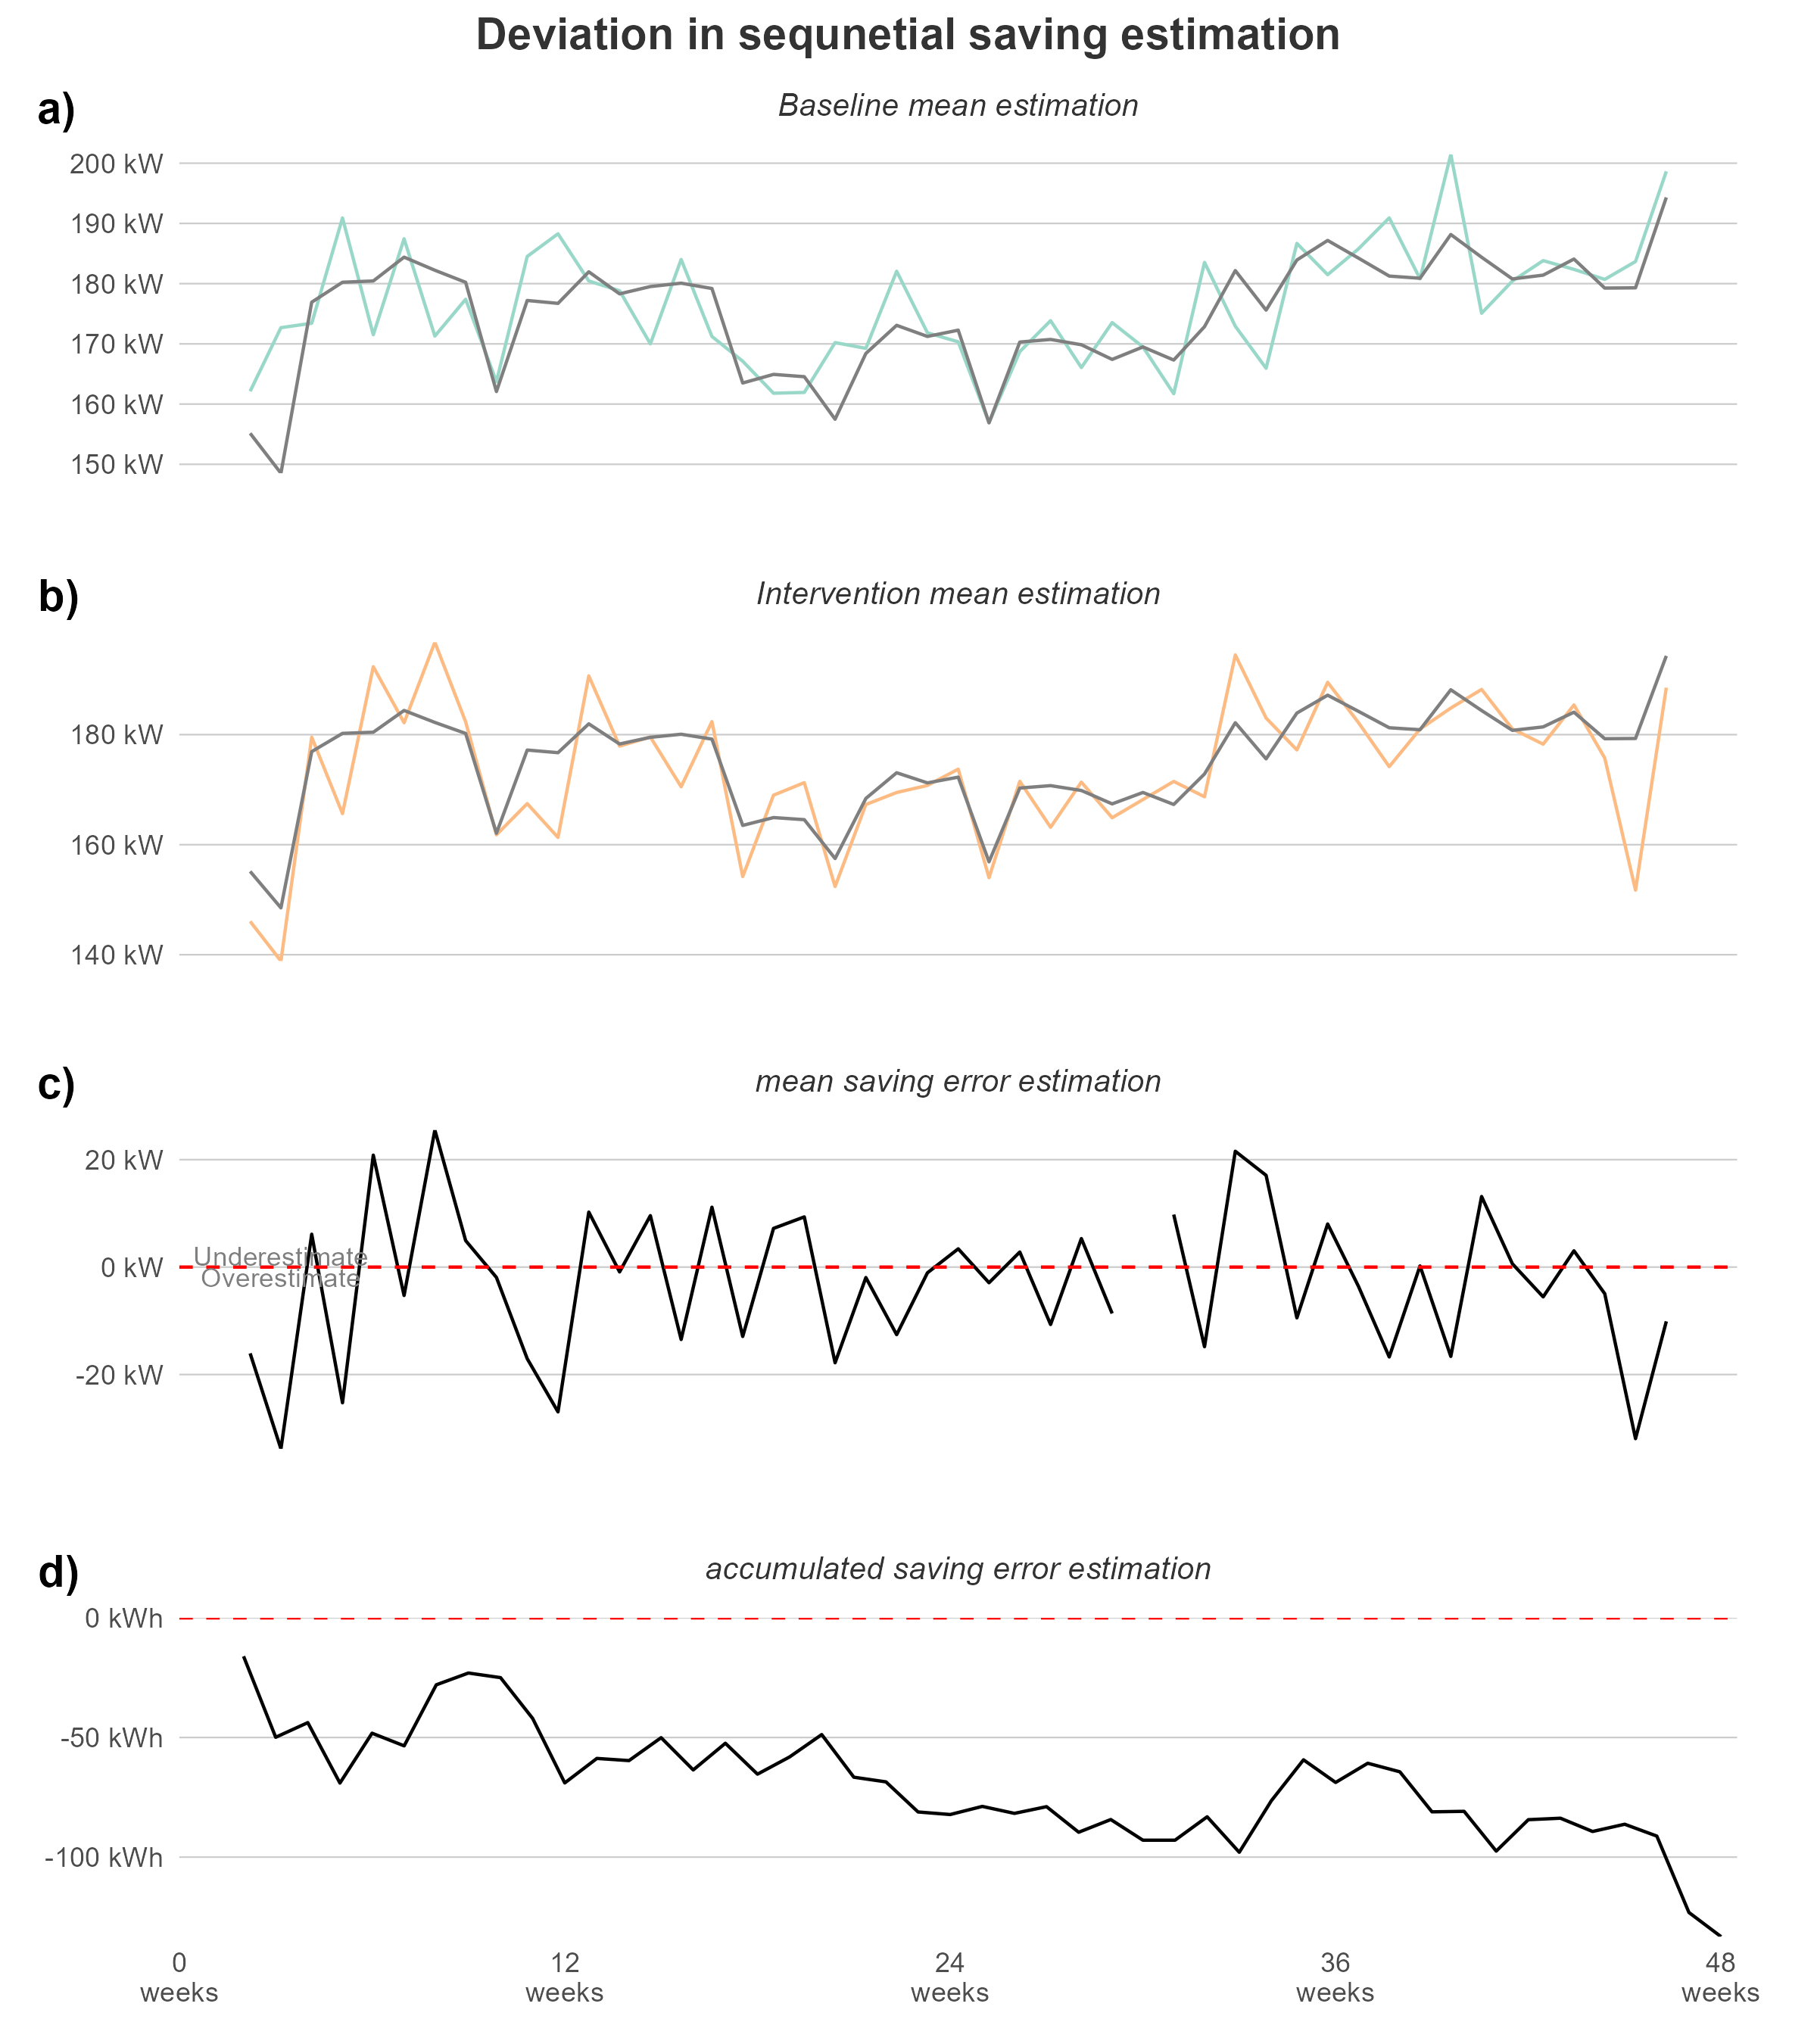 Deviation in sequnetial saving estimation
a)
Baseline mean estimation
200 kW
190 kW
180 kW
170 kW
160 kW
150 kW
b)
Intervention mean estimation
180 kW
160 kW
140 kW
c)
mean saving error estimation
20 kW
Underestimate
0 kW
Overestimate
-20 kW
d)
accumulated saving error estimation
0 kWh
-50 kWh
-100 kWh
0 12 24 36 48
weeks weeks weeks weeks weeks